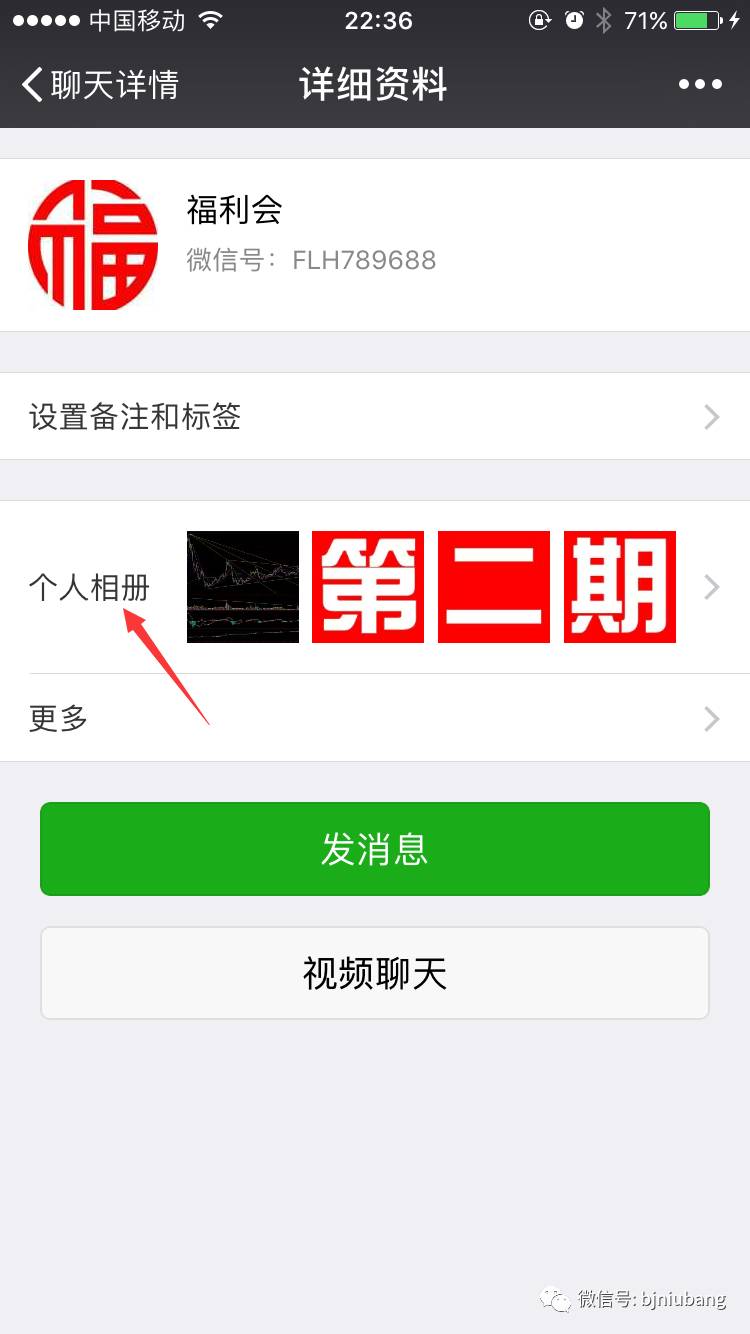 中国移动 22:36 71%
聊天详情 详细资料
福
福利会
微信号：FLH789688
设置备注和标签
个人相册 第二期
更多
发消息
视频聊天
微信号: bjniubang